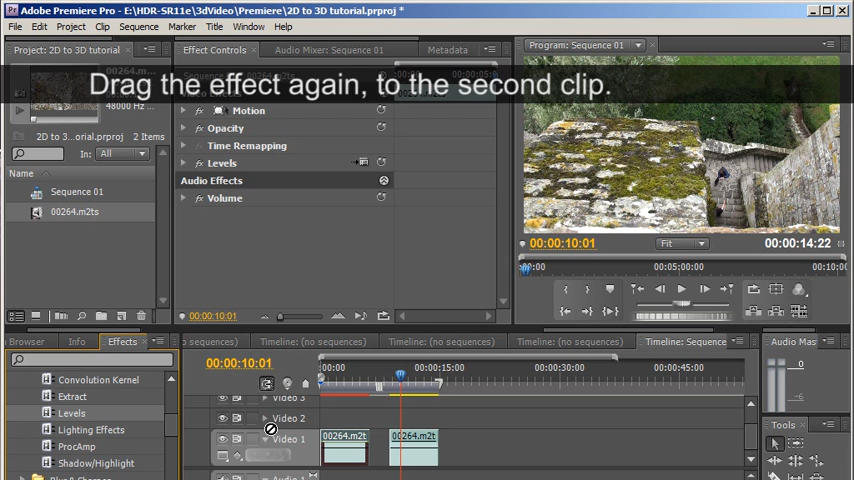 Adobe Premiere Pro - E:\HDR-SR11e\3dVideo\Premiere\2D to 3D tutorial.prproj *
File Edit Project Clip Sequence Marker Title Window Help
Project: 2D to 3D tutorial
Effect Controls
Audio Mixer: Sequence 01
Metadata
Program: Sequence 01
Drag the effect again, to the second clip.
48000 Hz
Motion
Opacity
Time Remapping
Levels
Audio Effects
Volume
2D to 3...orial.prproj 2 Items
In: All
Name
Sequence 01
00264.m2ts
00:00:10:01
Fit
00:00:14:22
00:00
00:05:00:00
00:10:0
00:00:10:01
Browser
Info
Effects
o sequences)
Timeline: (no sequences)
Timeline: (no sequences)
Timeline: (no sequences)
Timeline: Sequence
Audio Mas
00:00:10:01
:00:00
00:00:15:00
00:00:30:00
00:00:45:00
0
-6
Convolution Kernel
Extract
Levels
Lighting Effects
ProcAmp
Shadow/Highlight
Video 3
Video 2
Video 1
00264.m2t
00264.m2t
Audio 1
Tools